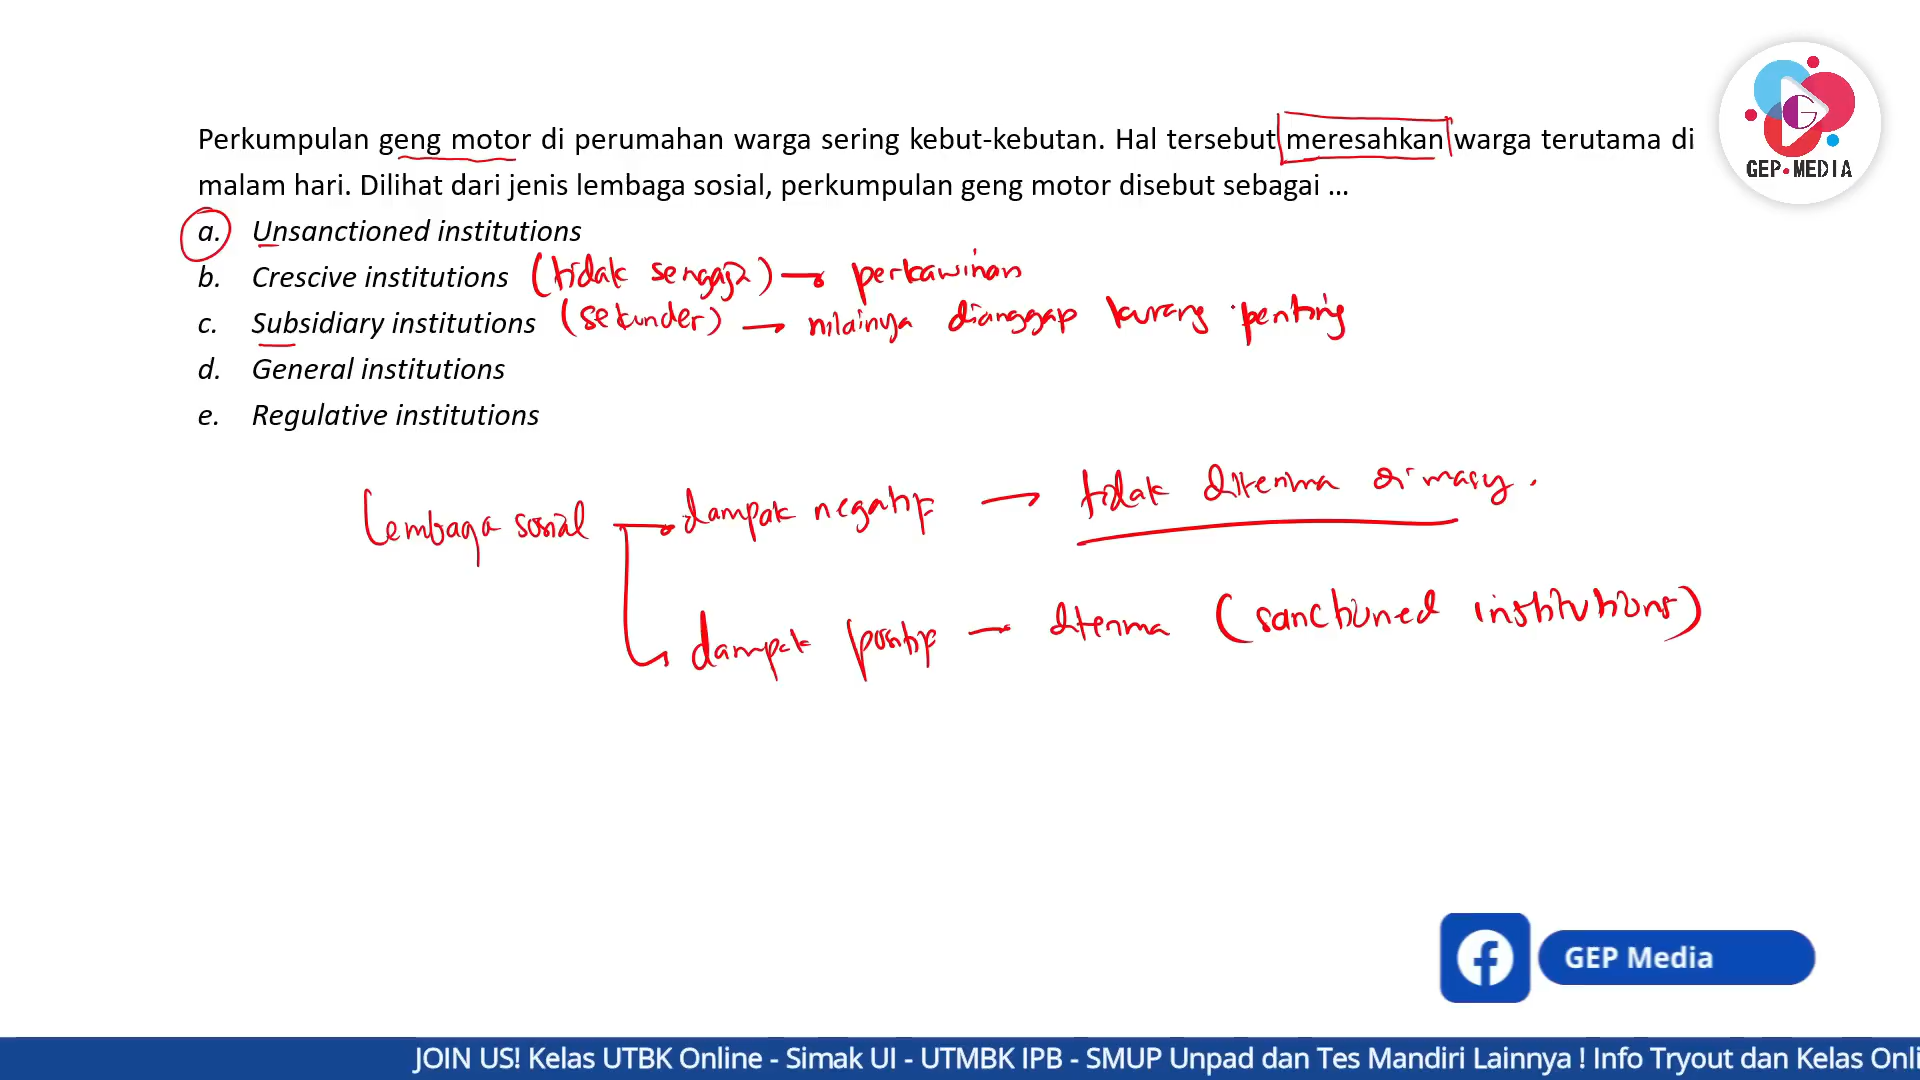 Perkumpulan geng motor di perumahan warga sering kebut-kebutan. Hal tersebut meresahkan warga terutama di
malam hari. Dilihat dari jenis lembaga sosial, perkumpulan geng motor disebut sebagai ...
a. Unsanctioned institutions
b. Crescive institutions (tidak sengaja) → perkawinan
c. Subsidiary institutions (sekunder) → nilainya dianggap kurang penting
d. General institutions
e. Regulative institutions
Lembaga sosial → dampak negatif → tidak diterima di masy.
dampak positif — diterima (sanctioned institutions)
GEP•MEDIA
GEP Media
JOIN US! Kelas UTBK Online - Simak UI - UTMBK IPB - SMUP Unpad dan Tes Mandiri Lainnya ! Info Tryout dan Kelas Onli